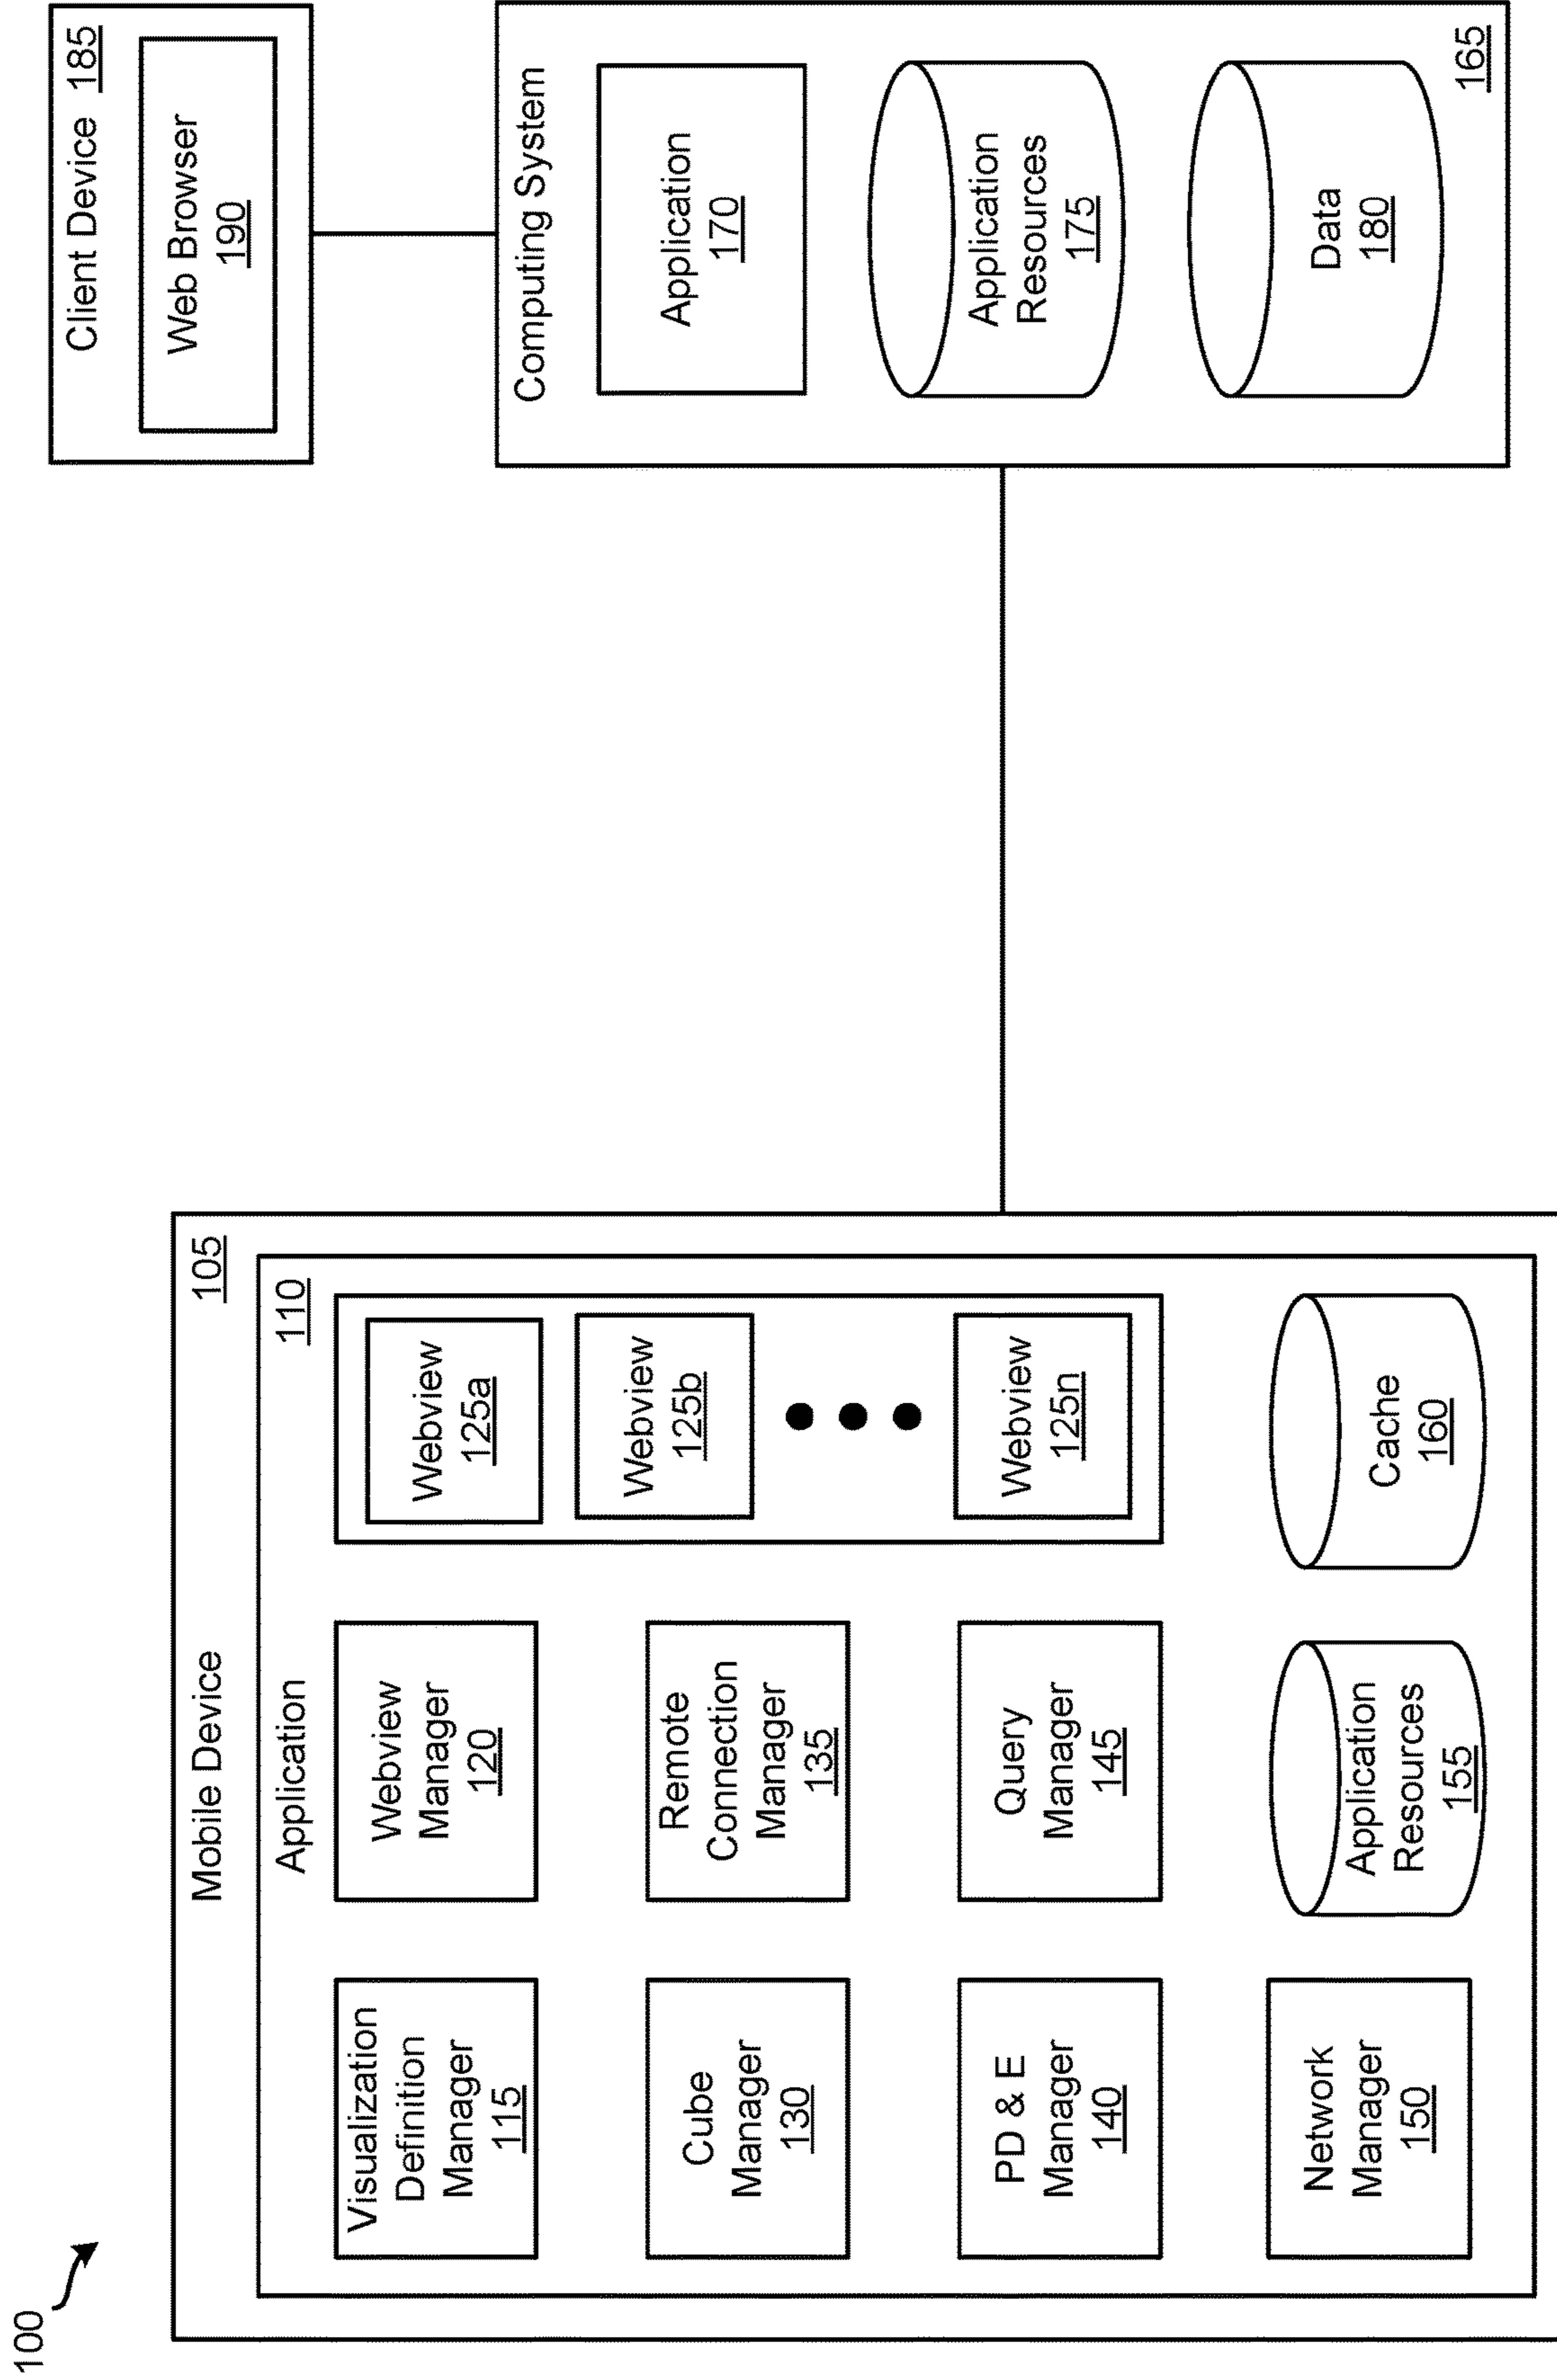 100
Mobile Device
105
Application
110
Visualization
Definition
Manager
115
Webview
Manager
120
Webview
125a
Webview
125b
Webview
125n
Cube
Manager
130
Remote
Connection
Manager
135
PD & E
Manager
140
Query
Manager
145
Network
Manager
150
Application
Resources
155
Cache
160
Client Device 185
Web Browser
190
Computing System
Application
170
Application
Resources
175
Data
180
165